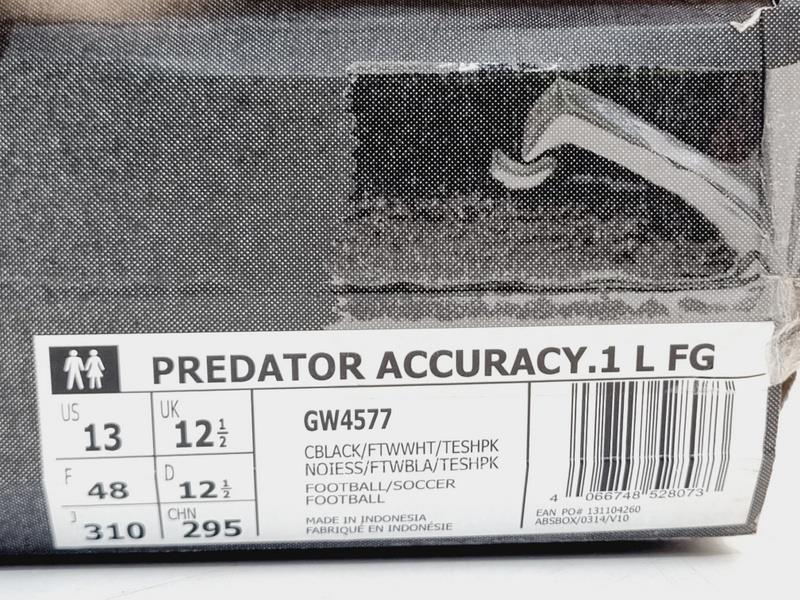 PREDATOR ACCURACY.1 L FG
US 13
UK 12 1/2
F 48
D 12 1/2
J 310
CHN 295
GW4577
CBLACK/FTWWHT/TESHPK
NOIESS/FTWBLA/TESHPK
FOOTBALL/SOCCER
FOOTBALL
MADE IN INDONESIA
FABRIQUÉ EN INDONÉSIE
4 066748 528073
EAN PO# 131104260
ABSBOX/0314/V10